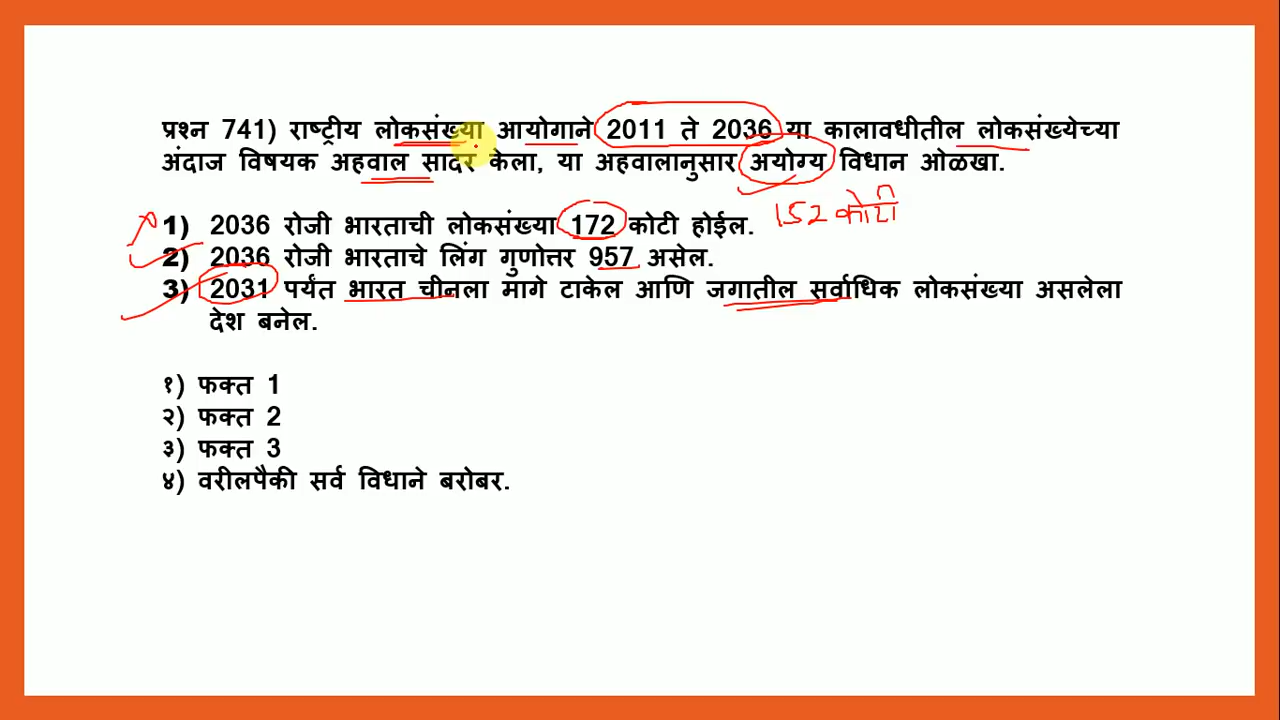 प्रश्न 741) राष्ट्रीय लोकसंख्या आयोगाने 2011 ते 2036 या कालावधीतील लोकसंख्येच्या
अंदाज विषयक अहवाल सादर केला, या अहवालानुसार अयोग्य विधान ओळखा.
1) 2036 रोजी भारताची लोकसंख्या 172 कोटी होईल. 152 कोटी
2) 2036 रोजी भारताचे लिंग गुणोत्तर 957 असेल.
3) 2031 पर्यंत भारत चीनला मागे टाकेल आणि जगातील सर्वाधिक लोकसंख्या असलेला
देश बनेल.
१) फक्त 1
२) फक्त 2
३) फक्त 3
४) वरीलपैकी सर्व विधाने बरोबर.